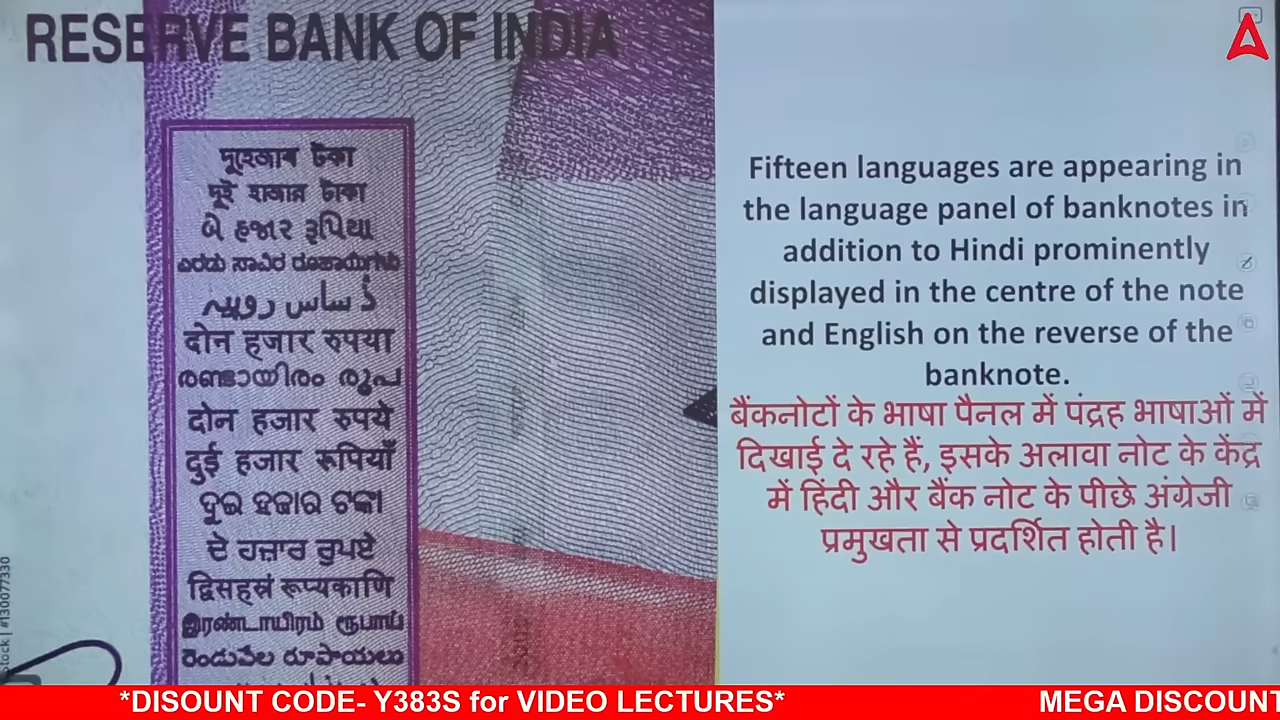 RESERVE BANK OF INDIA
দুহেজাৰ টকা
দুই হাজার টাকা
બે હજાર રૂપિયા
ಎರಡು ಸಾವಿರ ರೂಪಾಯಿಗಳು
दोन हजार रुपया
രണ്ടായിരം രൂപ
दोन हजार रुपये
दुई हजार रुपियाँ
ଦୁଇ ହଜାର ଟଙ୍କା
ਦੋ ਹਜ਼ਾਰ ਰੁਪਏ
द्विसहस्रं रूप्यकाणि
இரண்டாயிரம் ரூபாய்
రెండువేల రూపాయలు
Fifteen languages are appearing in
the language panel of banknotes in
addition to Hindi prominently
displayed in the centre of the note
and English on the reverse of the
banknote.
बैंकनोटों के भाषा पैनल में पंद्रह भाषाओं में
दिखाई दे रहे हैं, इसके अलावा नोट के केंद्र
में हिंदी और बैंक नोट के पीछे अंग्रेजी
प्रमुखता से प्रदर्शित होती है।
tock | #130077330
*DISOUNT CODE- Y383S for VIDEO LECTURES*
MEGA DISCOUNT